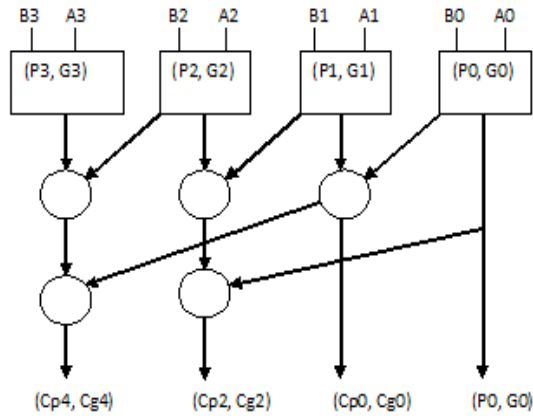 B3 A3 B2 A2 B1 A1 B0 A0
(P3, G3) (P2, G2) (P1, G1) (P0, G0)
(Cp4, Cg4) (Cp2, Cg2) (Cp0, Cg0) (P0, G0)